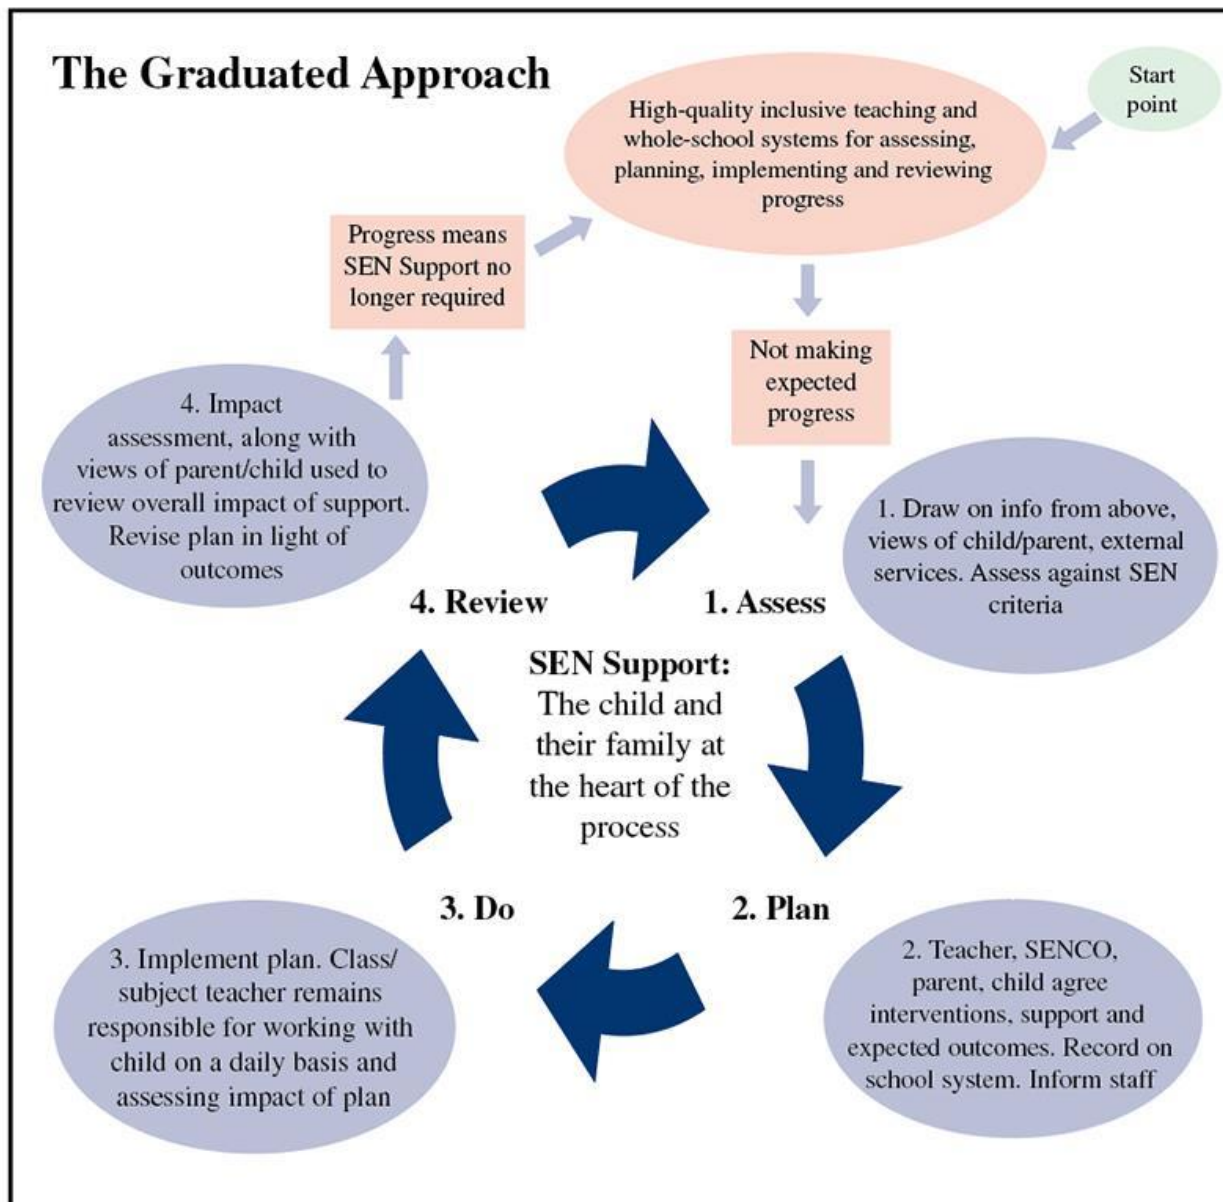 The Graduated Approach
Start
point
High-quality inclusive teaching and
whole-school systems for assessing,
planning, implementing and reviewing
progress
Progress means
SEN Support no
longer required
Not making
expected
progress
4. Impact
assessment, along with
views of parent/child used to
review overall impact of support.
Revise plan in light of
outcomes
1. Draw on info from above,
views of child/parent, external
services. Assess against SEN
criteria
4. Review
1. Assess
SEN Support:
The child and
their family at
the heart of the
process
3. Do
2. Plan
3. Implement plan. Class/
subject teacher remains
responsible for working with
child on a daily basis and
assessing impact of plan
2. Teacher, SENCO,
parent, child agree
interventions, support and
expected outcomes. Record on
school system. Inform staff